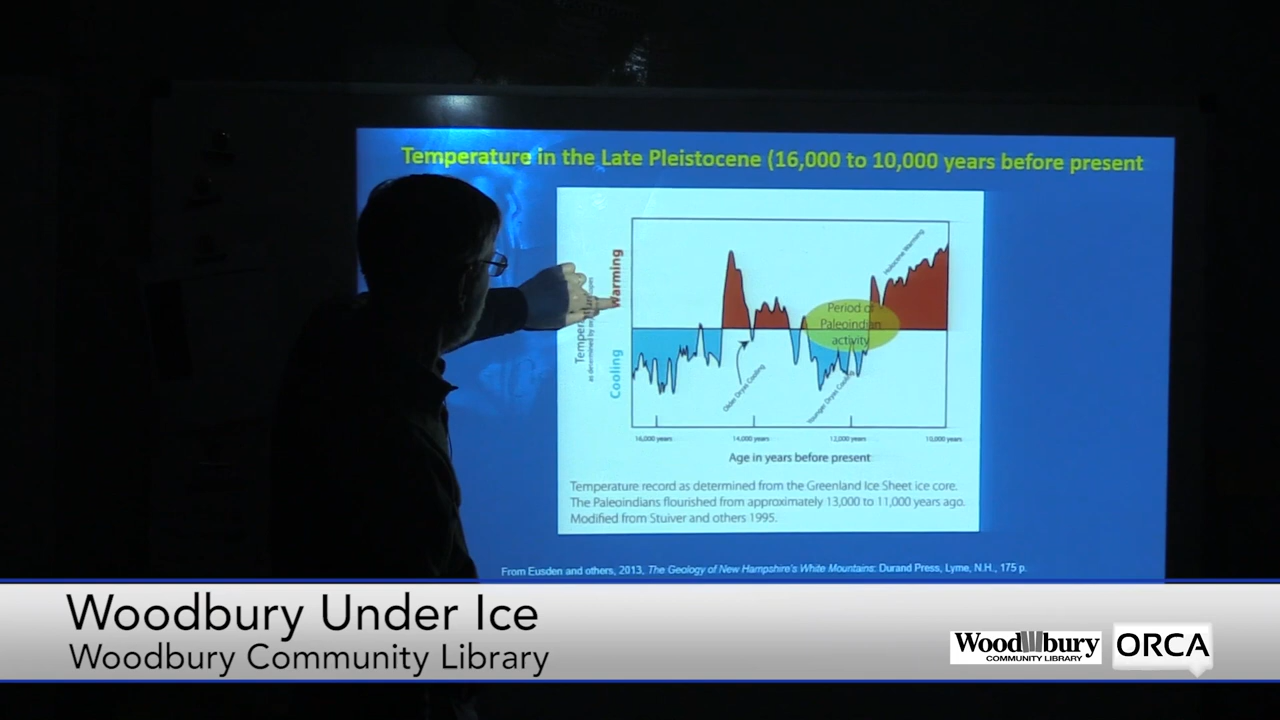 Temperature in the Late Pleistocene (16,000 to 10,000 years before present
Warming
Cooling
Holocene Warming
Period of
Paleoindian
activity
Older Dryas Cooling
Younger Dryas Cooling
16,000 years
14,000 years
12,000 years
10,000 years
Age in years before present
Temperature record as determined from the Greenland Ice Sheet ice core.
The Paleoindians flourished from approximately 13,000 to 11,000 years ago.
Modified from Stuiver and others 1995.
From Eusden and others, 2013, The Geology of New Hampshire's White Mountains: Durand Press, Lyme, N.H., 175 p.
Woodbury Under Ice
Woodbury Community Library
Woodbury
COMMUNITY LIBRARY
ORCA